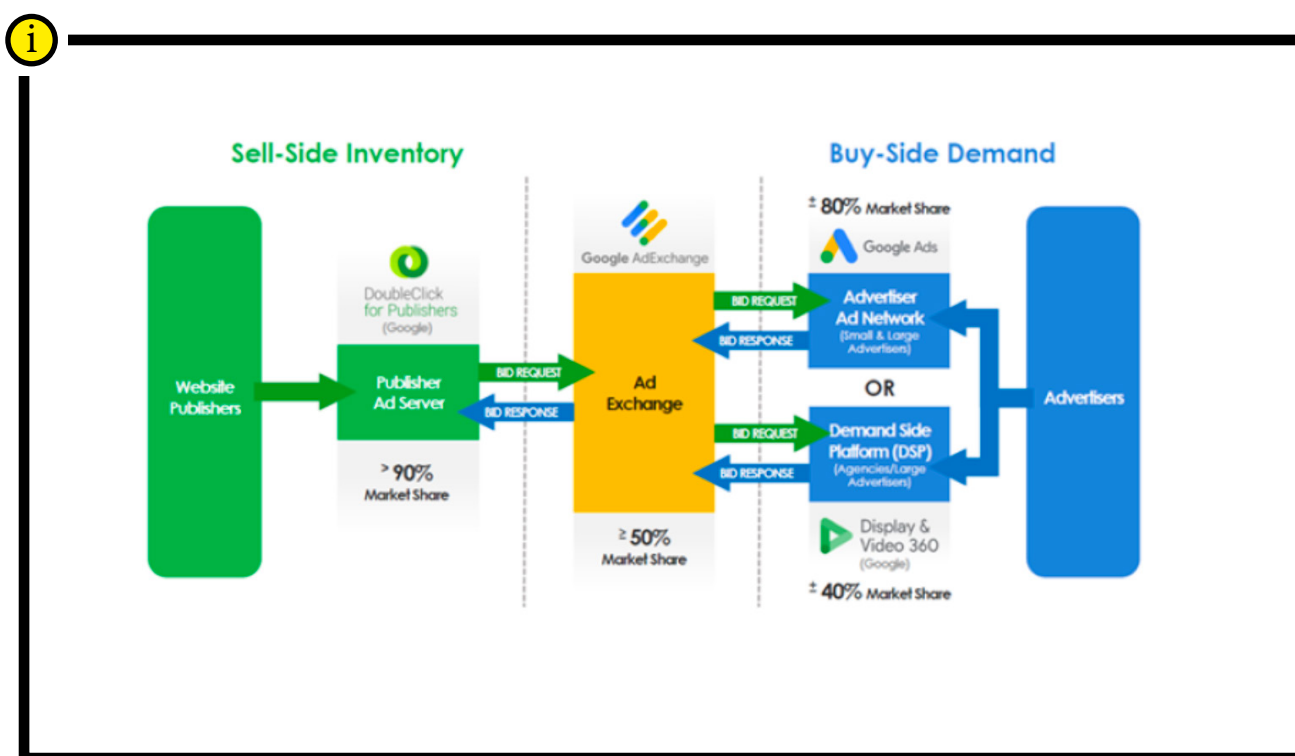 i
Sell-Side Inventory
Buy-Side Demand
Website
Publishers
DoubleClick
for Publishers
(Google)
Publisher
Ad Server
> 90%
Market Share
BID REQUEST
BID RESPONSE
Google AdExchange
Ad
Exchange
≥ 50%
Market Share
BID REQUEST
BID RESPONSE
BID REQUEST
BID RESPONSE
± 80% Market Share
Google Ads
Advertiser
Ad Network
(Small & Large
Advertisers)
OR
Demand Side
Platform (DSP)
(Agencies/Large
Advertisers)
Display &
Video 360
(Google)
± 40% Market Share
Advertisers